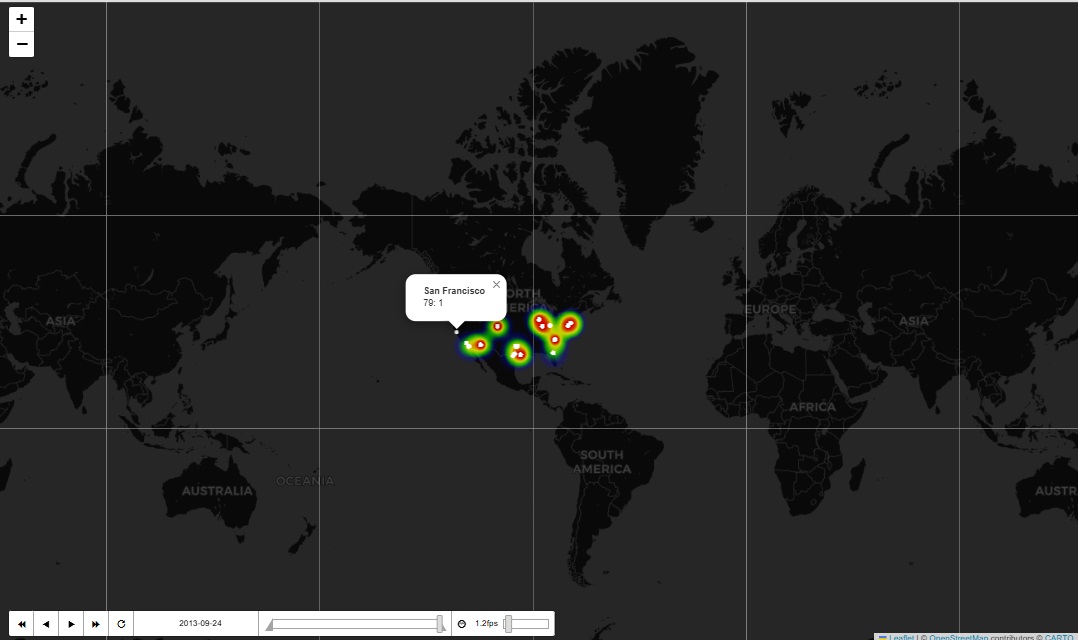 +
−
San Francisco ×
79: 1
NORTH
AMERICA
ASIA
EUROPE
ASIA
AFRICA
SOUTH
AMERICA
OCEANIA
AUSTRALIA
AUSTR
2013-09-24
1.2fps
Leaflet | © OpenStreetMap contributors © CARTO